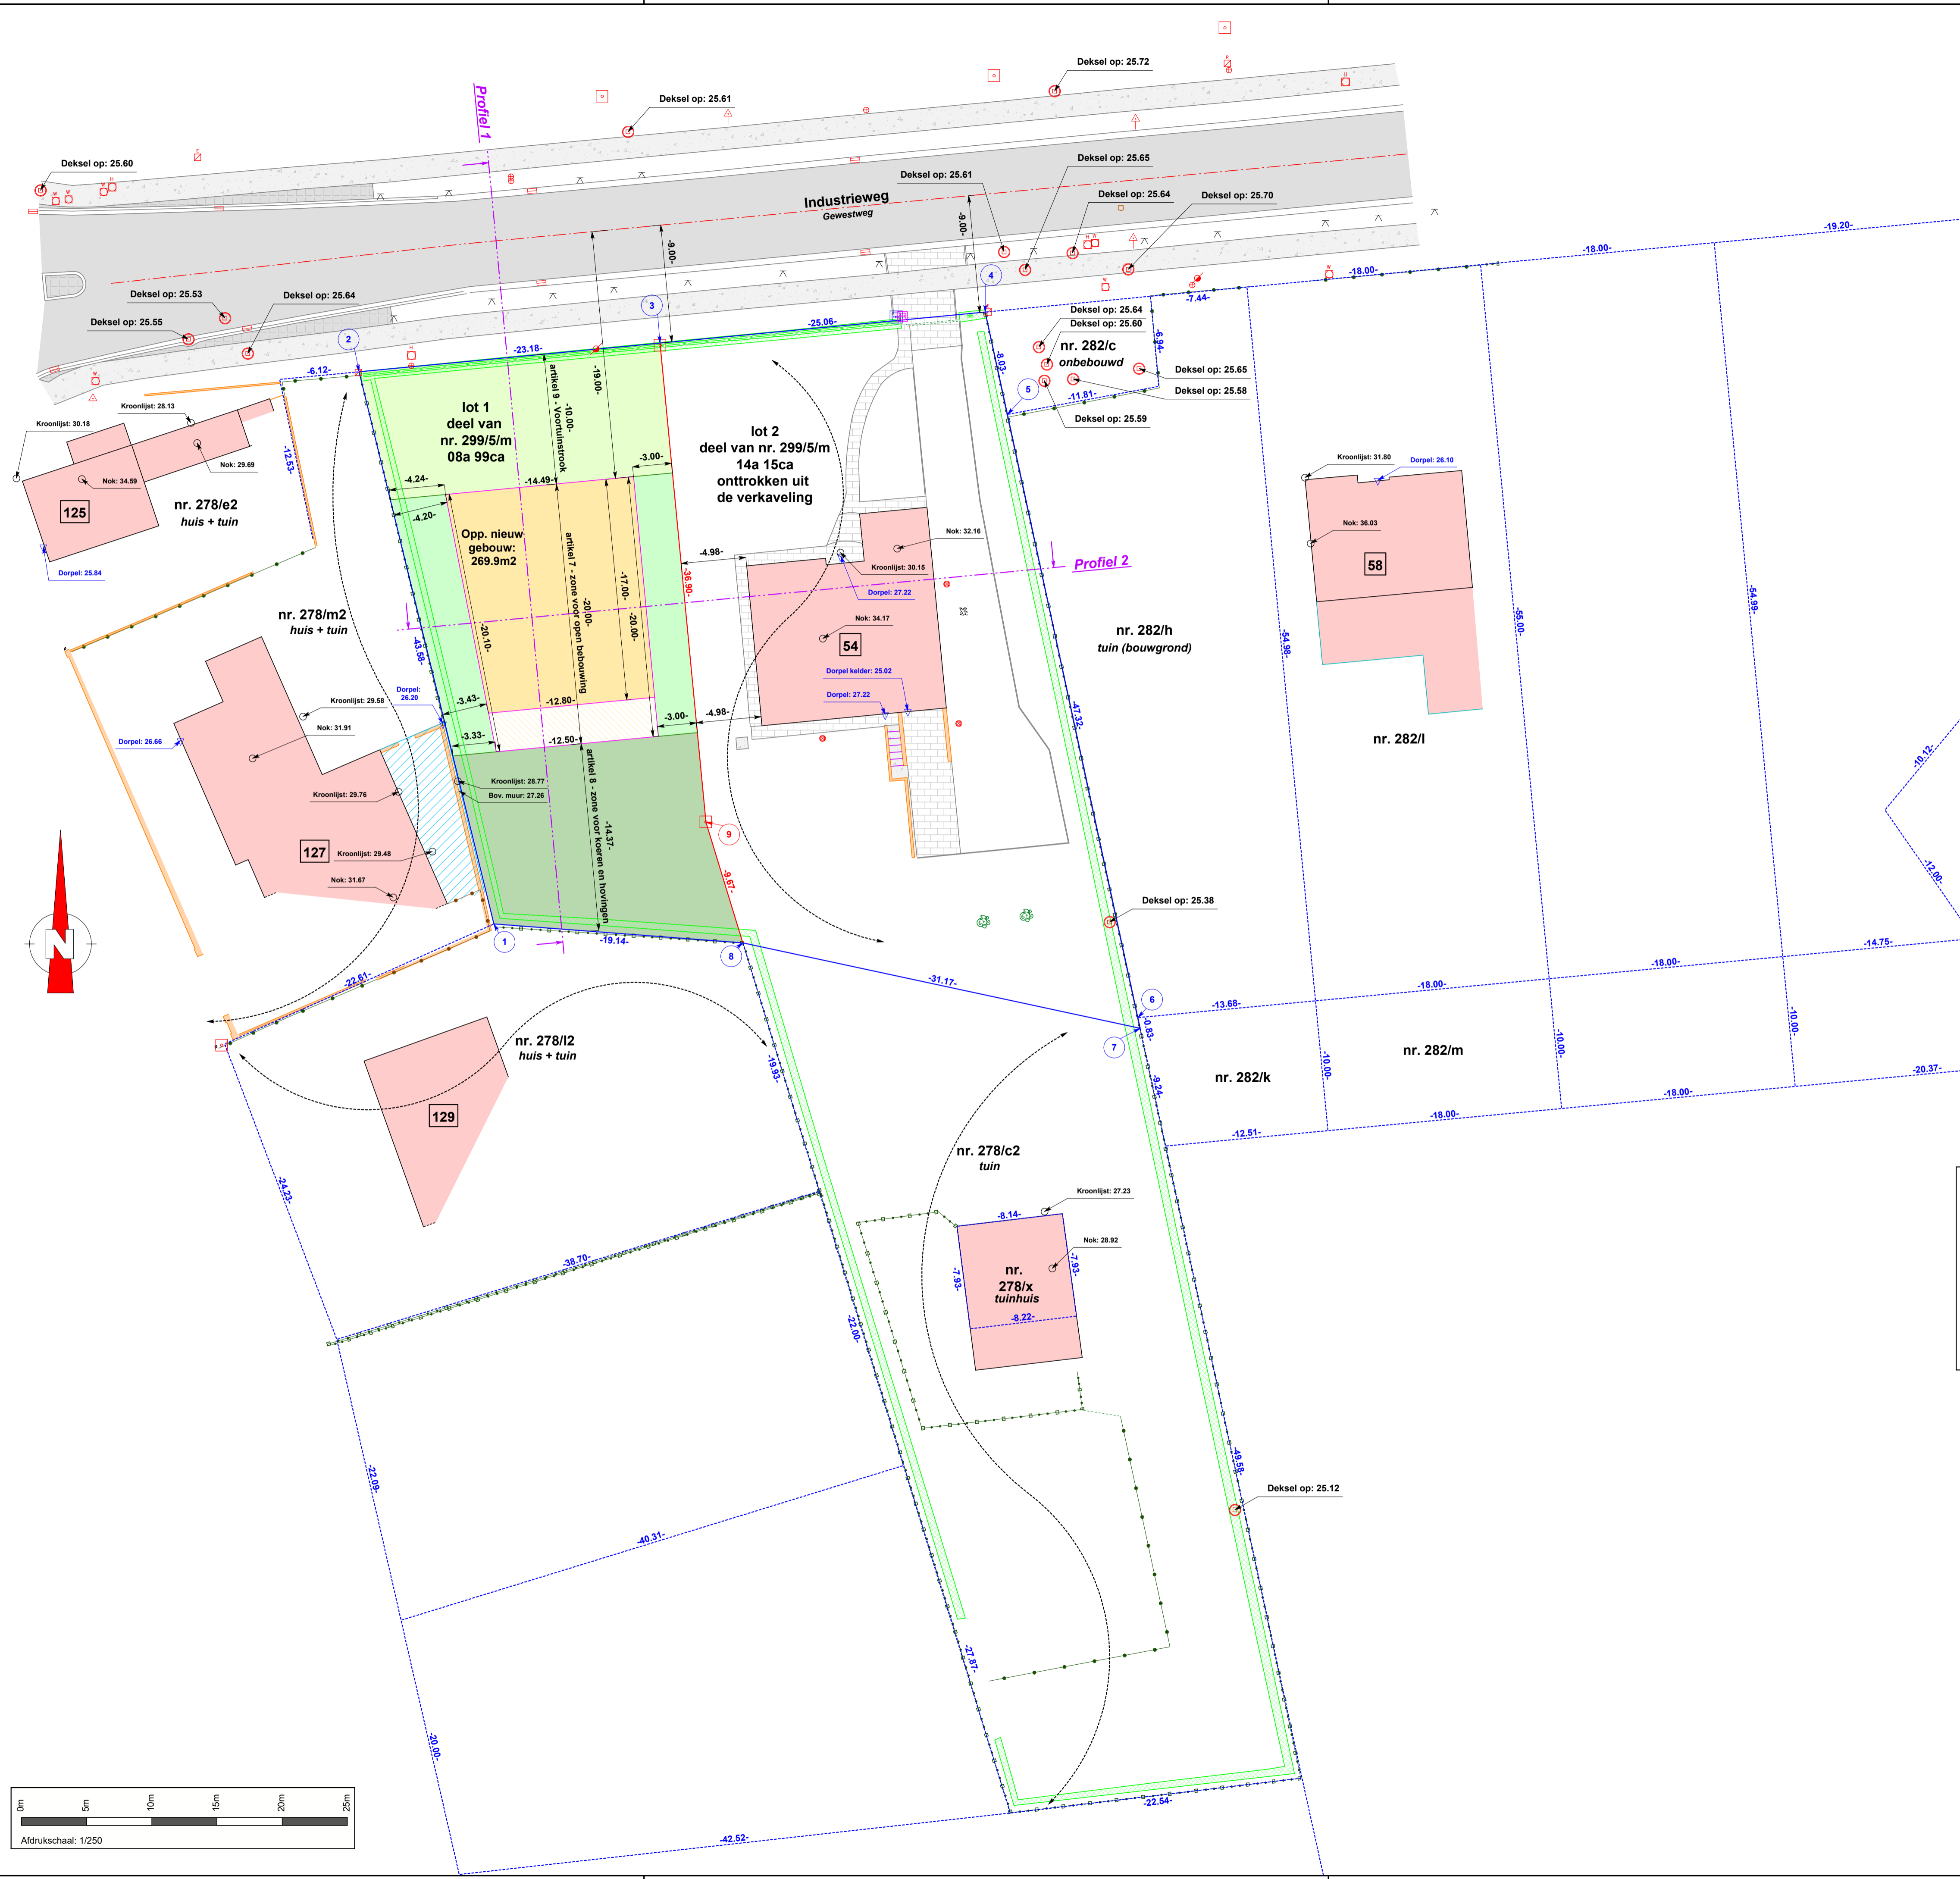 Deksel op: 25.72
Deksel op: 25.61
Profiel 1
Deksel op: 25.60
Deksel op: 25.65
Deksel op: 25.61
Deksel op: 25.64
Deksel op: 25.70
Industrieweg
Gewestweg
-9.00-
-9.00-
-19.00-
-19.20-
-18.00-
-18.00-
-7.44-
Deksel op: 25.53
Deksel op: 25.64
Deksel op: 25.55
2
3
4
-25.06-
-23.18-
-6.12-
Deksel op: 25.64
Deksel op: 25.60
nr. 282/c
onbebouwd
-6.94-
-8.03-
5
-11.81-
Deksel op: 25.65
Deksel op: 25.58
Deksel op: 25.59
Kroonlijst: 28.13
Kroonlijst: 30.18
Nok: 29.69
Nok: 34.59
125
-12.53-
nr. 278/e2
huis + tuin
Dorpel: 25.84
lot 1
deel van
nr. 299/5/m
08a 99ca
-10.00-
artikel 9 - Voortuinstrook
lot 2
deel van nr. 299/5/m
14a 15ca
onttrokken uit
de verkaveling
-3.00-
-4.24-
-14.49-
-4.20-
Opp. nieuw
gebouw:
269.9m2
-20.00-
artikel 7 - zone voor open bebouwing
-17.00-
-20.00-
-20.10-
-36.90-
-4.98-
Nok: 32.16
Kroonlijst: 30.15
Dorpel: 27.22
Profiel 2
Nok: 34.17
54
Dorpel kelder: 25.02
Dorpel: 27.22
Kroonlijst: 31.80
Dorpel: 26.10
Nok: 36.03
58
nr. 282/h
tuin (bouwgrond)
-54.98-
-55.00-
-54.99-
nr. 282/l
-47.32-
nr. 278/m2
huis + tuin
-43.58-
Dorpel:
26.20
Kroonlijst: 29.58
Nok: 31.91
Dorpel: 26.66
-3.43-
-12.80-
-3.33-
-12.50-
-3.00-
-4.98-
Kroonlijst: 28.77
Bov. muur: 27.26
Kroonlijst: 29.76
127
Kroonlijst: 29.48
Nok: 31.67
-14.37-
artikel 8 - zone voor koeren en hovingen
9
-9.67-
-10.12-
-12.00-
Deksel op: 25.38
N
1
-19.14-
8
-22.61-
-31.17-
6
-0.83-
7
-13.68-
-18.00-
-18.00-
-14.75-
nr. 278/l2
huis + tuin
129
-19.93-
-9.24-
nr. 282/k
nr. 282/m
-10.00-
-10.00-
-10.00-
-12.51-
-18.00-
-18.00-
-20.37-
nr. 278/c2
tuin
-24.23-
Kroonlijst: 27.23
-8.14-
Nok: 28.92
-7.93-
-7.93-
nr.
278/x
tuinhuis
-8.22-
-38.70-
-22.00-
-22.09-
-49.58-
Deksel op: 25.12
-40.31-
-27.87-
-20.00-
-22.54-
-42.52-
0m 5m 10m 15m 20m 25m
Afdrukschaal: 1/250